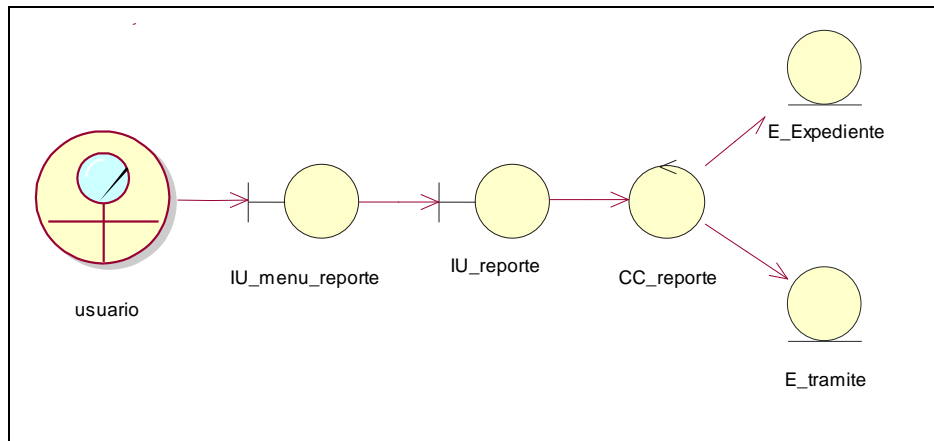 E_Expediente
IU_menu_reporte
IU_reporte
CC_reporte
usuario
E_tramite